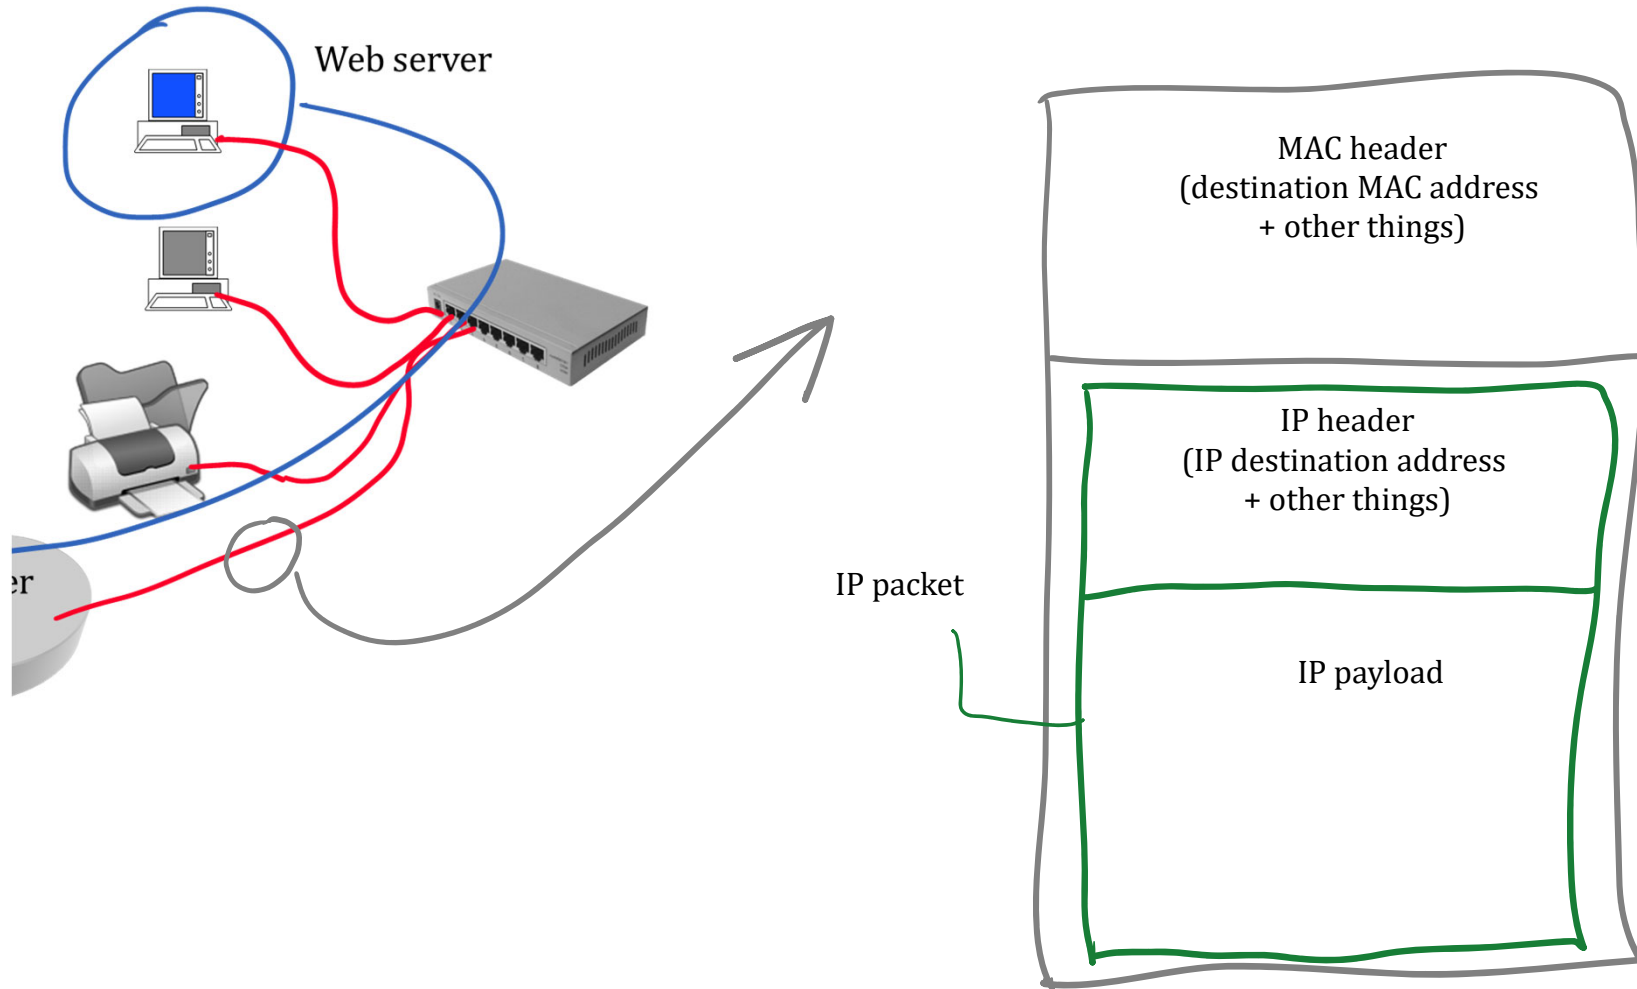 Web server
MAC header
(destination MAC address
+ other things)
IP header
(IP destination address
+ other things)
IP packet
er
IP payload